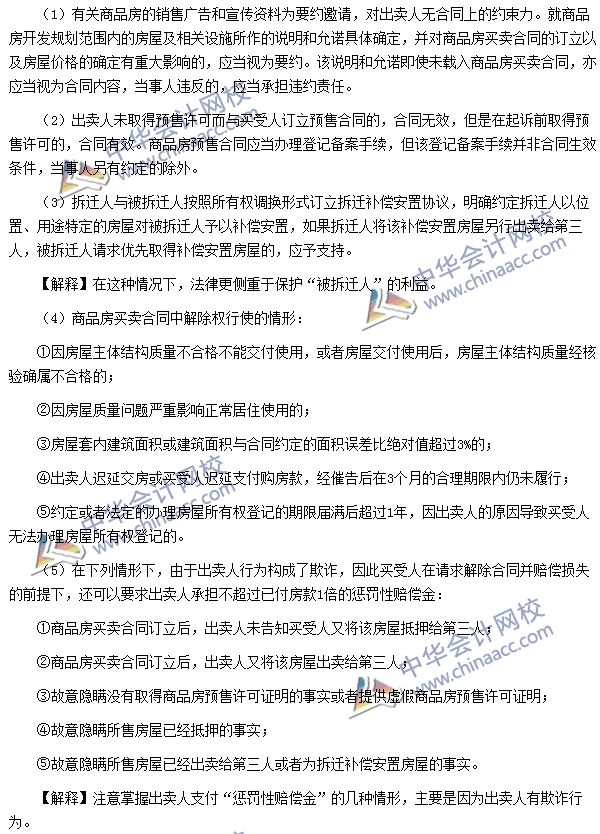 （1）有关商品房的销售广告和宣传资料为要约邀请，对出卖人无合同上的约束力。就商品
房开发规划范围内的房屋及相关设施所作的说明和允诺具体确定，并对商品房买卖合同的订立以
及房屋价格的确定有重大影响的，应当视为要约。该说明和允诺即使未载入商品房买卖合同，亦
应当视为合同内容，当事人违反的，应当承担违约责任。
（2）出卖人未取得预售许可而与买受人订立预售合同的，合同无效，但是在起诉前取得预
售许可的，合同有效。商品房预售合同应当办理登记备案手续，但该登记备案手续并非合同生效
条件，当事人另有约定的除外。
（3）拆迁人与被拆迁人按照所有权调换形式订立拆迁补偿安置协议，明确约定拆迁人以位
置、用途特定的房屋对被拆迁人予以补偿安置，如果拆迁人将该补偿安置房屋另行出卖给第三
人，被拆迁人请求优先取得补偿安置房屋的，应予支持。
【解释】在这种情况下，法律更侧重于保护“被拆迁人”的利益。
（4）商品房买卖合同中解除权行使的情形：
①因房屋主体结构质量不合格不能交付使用，或者房屋交付使用后，房屋主体结构质量经核
验确属不合格的；
②因房屋质量问题严重影响正常居住使用的；
③房屋套内建筑面积或建筑面积与合同约定的面积误差比绝对值超过3%的；
④出卖人迟延交房或买受人迟延支付购房款，经催告后在3个月的合理期限内仍未履行；
⑤约定或者法定的办理房屋所有权登记的期限届满后超过1年，因出卖人的原因导致买受人
无法办理房屋所有权登记的。
（5）在下列情形下，由于出卖人行为构成了欺诈，因此买受人在请求解除合同并赔偿损失
的前提下，还可以要求出卖人承担不超过已付房款1倍的惩罚性赔偿金：
①商品房买卖合同订立后，出卖人未告知买受人又将该房屋抵押给第三人；
②商品房买卖合同订立后，出卖人又将该房屋出卖给第三人；
③故意隐瞒没有取得商品房预售许可证明的事实或者提供虚假商品房预售许可证明；
④故意隐瞒所售房屋已经抵押的事实；
⑤故意隐瞒所售房屋已经出卖给第三人或者为拆迁补偿安置房屋的事实。
【解释】注意掌握出卖人支付“惩罚性赔偿金”的几种情形，主要是因为出卖人有欺诈行
为。
中华会计网校
www.chinaacc.com
中华会计网校
www.chinaacc.com
中华会计网校
www.chinaacc.com
中华会计网校
www.chinaacc.com